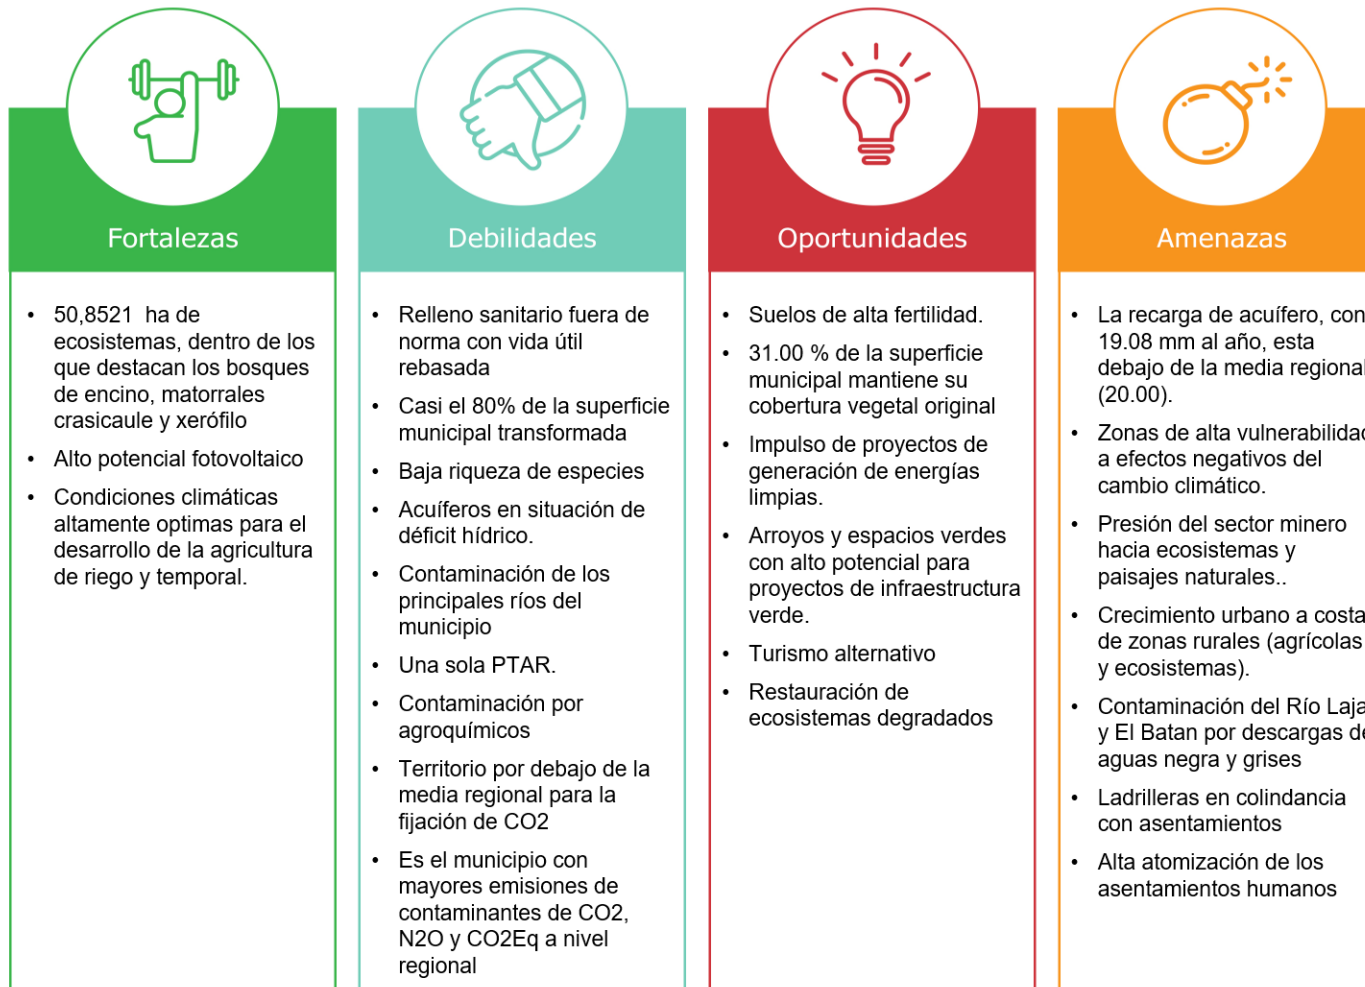 Fortalezas
• 50,8521 ha de
ecosistemas, dentro de los
que destacan los bosques
de encino, matorrales
crasicaule y xerófilo
• Alto potencial fotovoltaico
• Condiciones climáticas
altamente optimas para el
desarrollo de la agricultura
de riego y temporal.
Debilidades
• Relleno sanitario fuera de
norma con vida útil
rebasada
• Casi el 80% de la superficie
municipal transformada
• Baja riqueza de especies
• Acuíferos en situación de
déficit hídrico.
• Contaminación de los
principales ríos del
municipio
• Una sola PTAR.
• Contaminación por
agroquímicos
• Territorio por debajo de la
media regional para la
fijación de CO2
• Es el municipio con
mayores emisiones de
contaminantes de CO2,
N2O y CO2Eq a nivel
regional
Oportunidades
• Suelos de alta fertilidad.
• 31.00 % de la superficie
municipal mantiene su
cobertura vegetal original
• Impulso de proyectos de
generación de energías
limpias.
• Arroyos y espacios verdes
con alto potencial para
proyectos de infraestructura
verde.
• Turismo alternativo
• Restauración de
ecosistemas degradados
Amenazas
• La recarga de acuífero, con
19.08 mm al año, esta
debajo de la media regional
(20.00).
• Zonas de alta vulnerabilidad
a efectos negativos del
cambio climático.
• Presión del sector minero
hacia ecosistemas y
paisajes naturales..
• Crecimiento urbano a costa
de zonas rurales (agrícolas
y ecosistemas).
• Contaminación del Río Laja
y El Batan por descargas de
aguas negra y grises
• Ladrilleras en colindancia
con asentamientos
• Alta atomización de los
asentamientos humanos